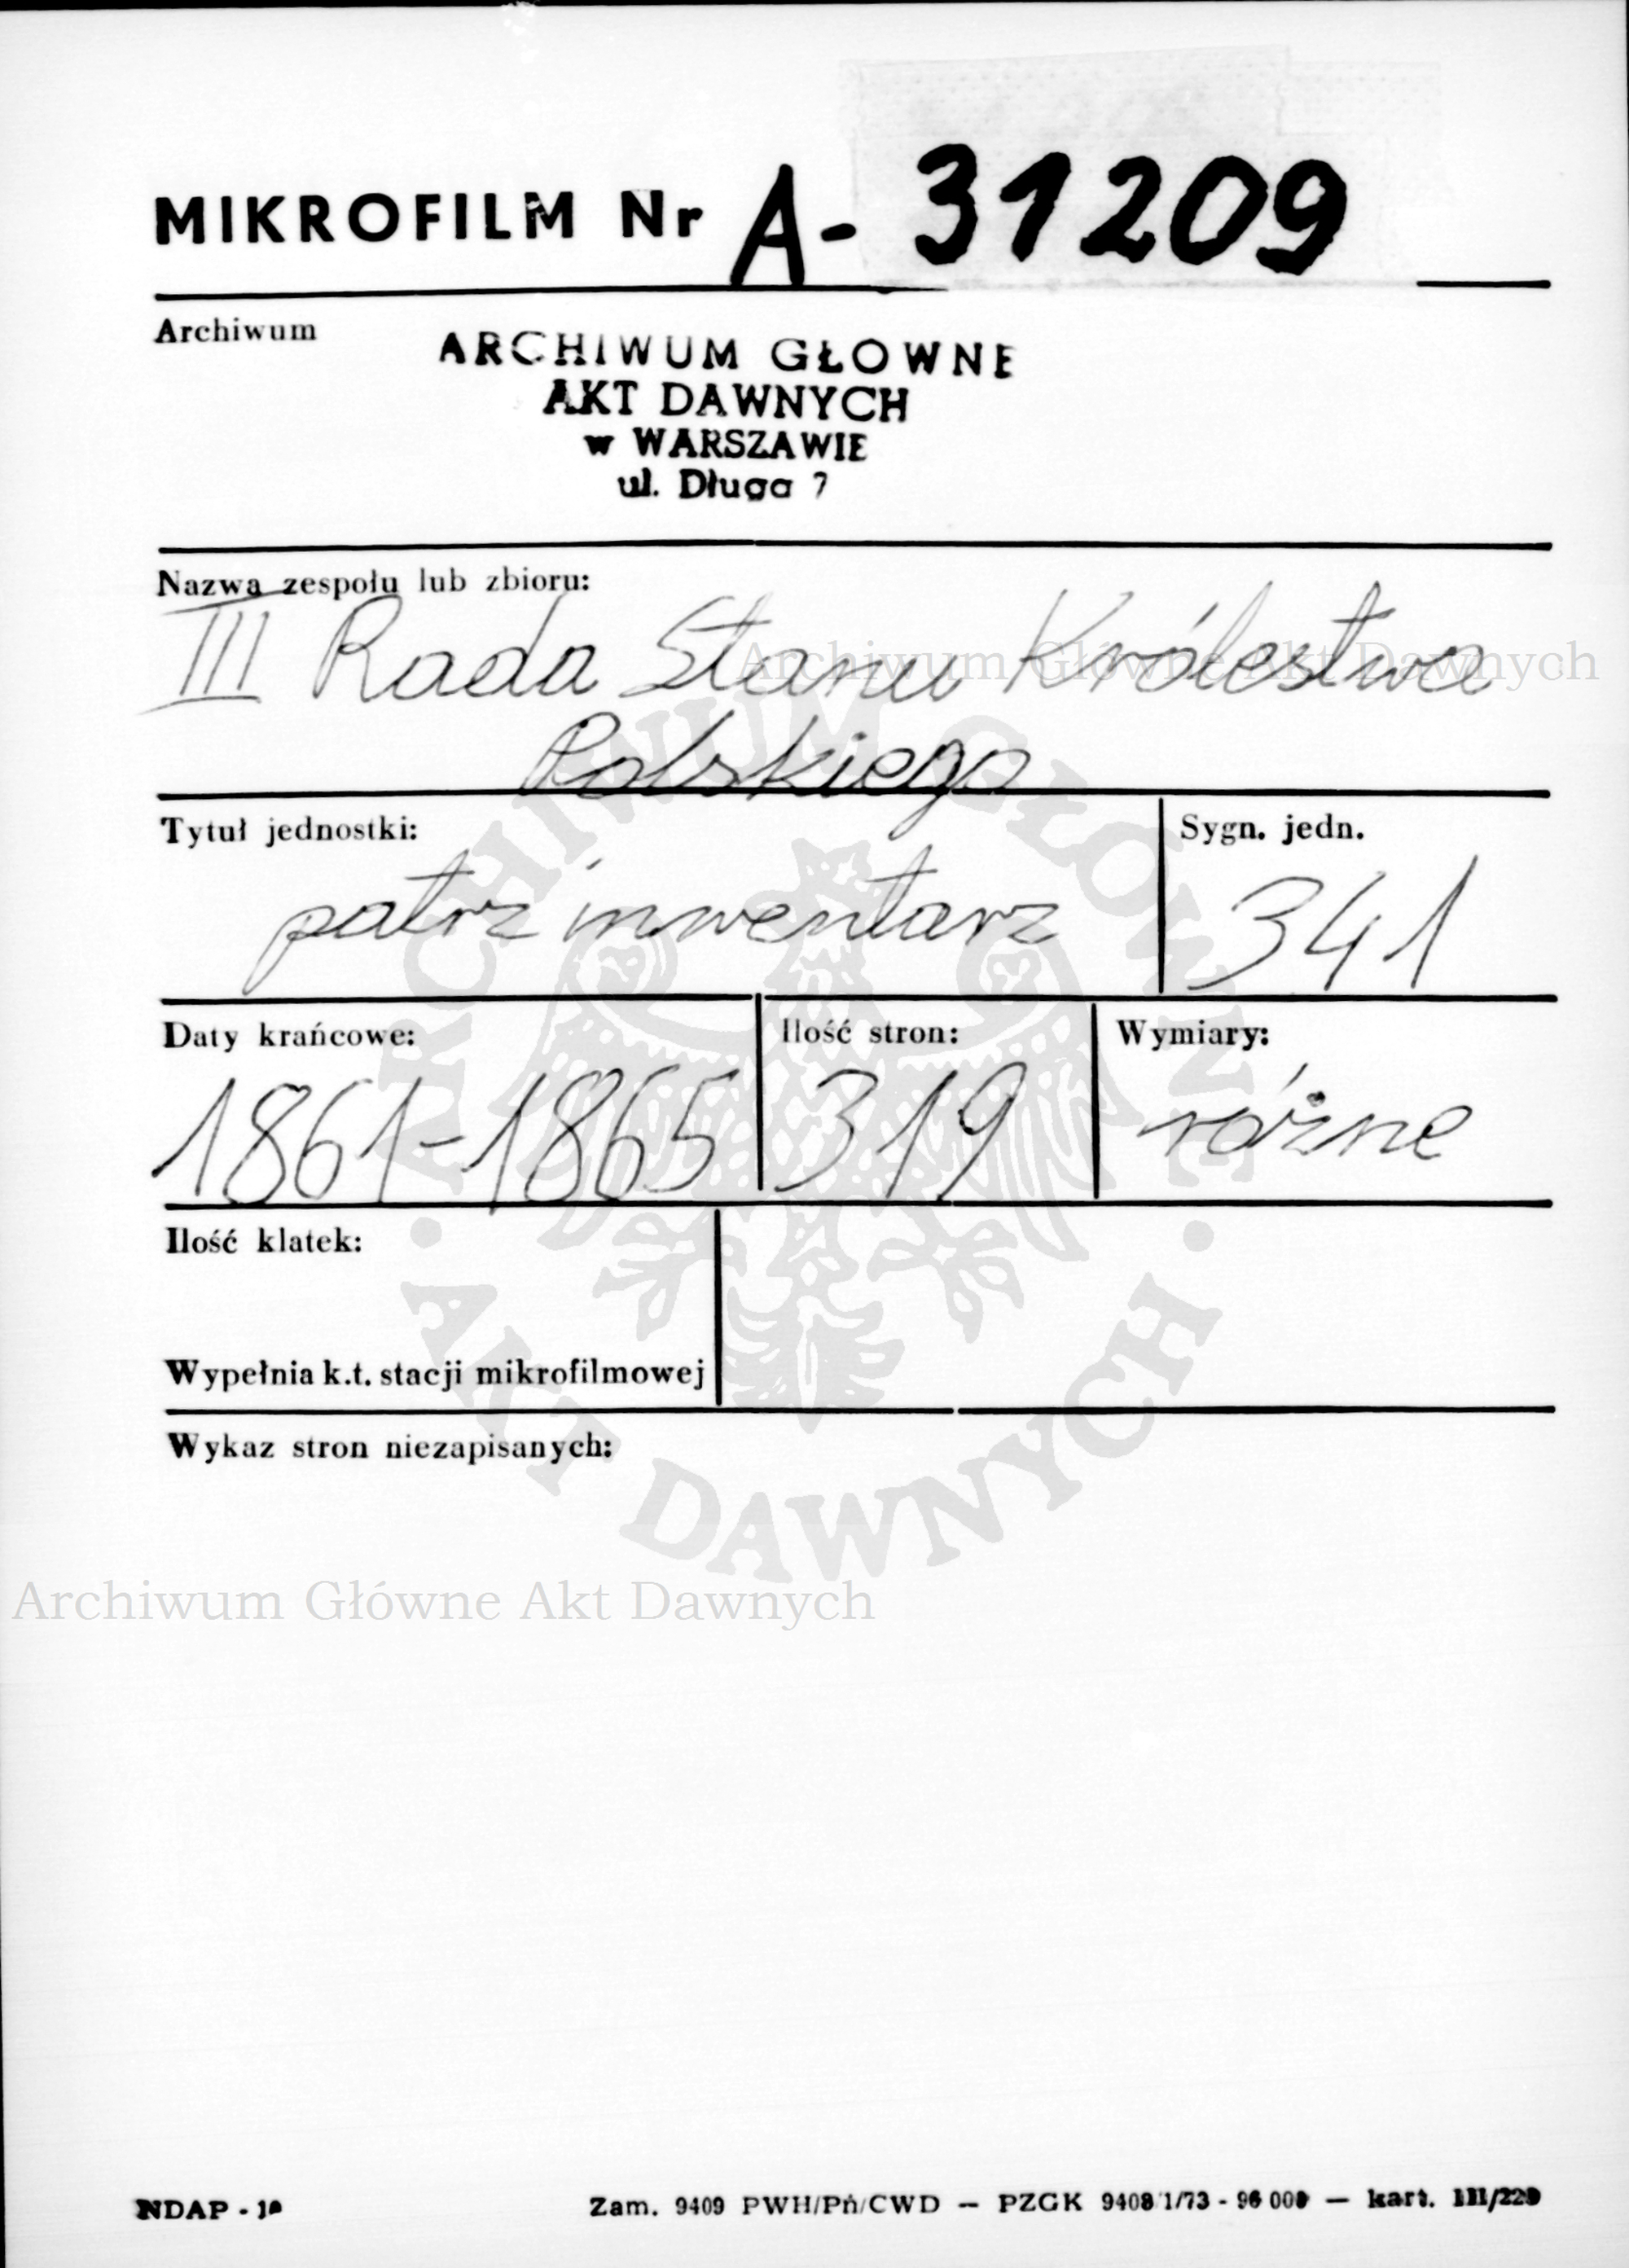 MIKROFILM Nr A- 31209
Archiwum
ARCHIWUM GŁOWNE
AKT DAWNYCH
w WARSZAWIE
ul. Długa 7
Nazwa zespołu lub zbioru:
III Rada Stanu Królestwa
Polskiego
Archiwum Główne Akt Dawnych
Tytuł jednostki:
patrz inwentarz
Sygn. jedn.
341
Daty krańcowe:
1861-1865
Ilość stron:
319
Wymiary:
różne
Ilość klatek:
Wypełnia k.t. stacji mikrofilmowej
Wykaz stron niezapisanych:
ARCHIWUM GŁÓWNE
· AKT DAWNYCH ·
Archiwum Główne Akt Dawnych
NDAP -
Zam. 9409 PWH/Pń/CWD — PZGK 9408/1/73 - 96 000 — kart. III/220